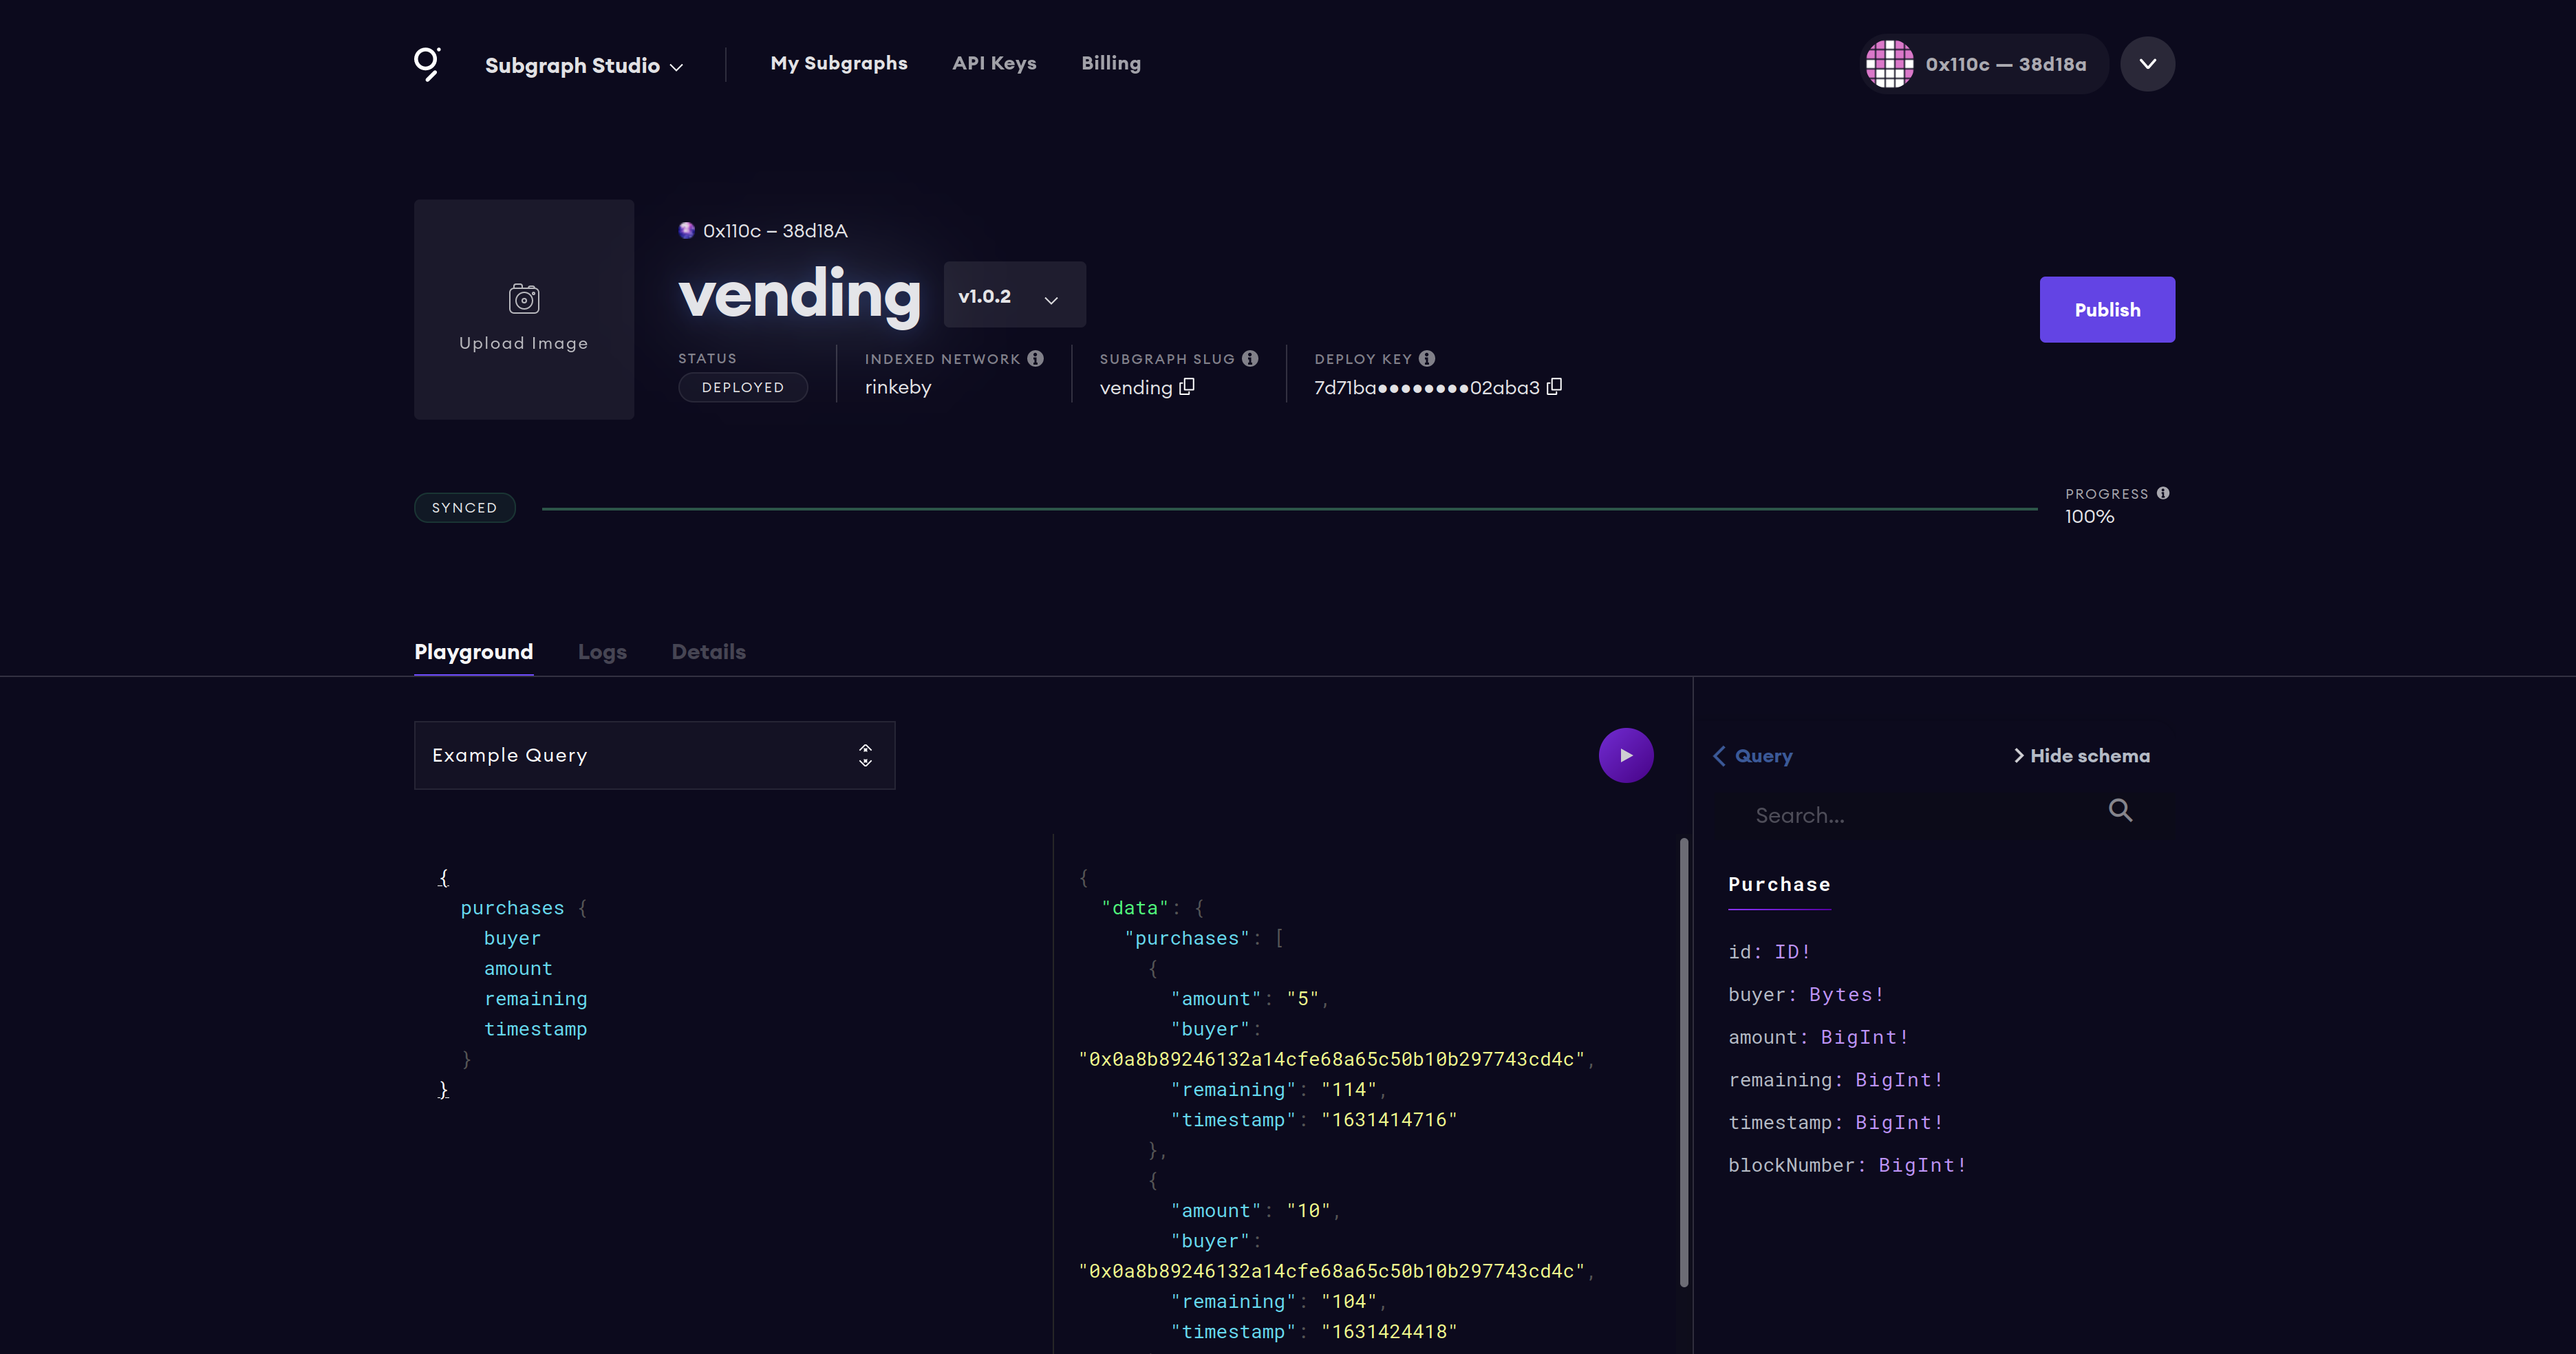 Subgraph Studio
My Subgraphs
API Keys
Billing
0x110c — 38d18a
Upload Image
0x110c – 38d18A
vending
v1.0.2
Publish
STATUS
DEPLOYED
INDEXED NETWORK
rinkeby
SUBGRAPH SLUG
vending
DEPLOY KEY
7d71ba●●●●●●●●02aba3
SYNCED
PROGRESS
100%
Playground
Logs
Details
Example Query
{
purchases {
buyer
amount
remaining
timestamp
}
}
{
"data": {
"purchases": [
{
"amount": "5",
"buyer":
"0x0a8b89246132a14cfe68a65c50b10b297743cd4c",
"remaining": "114",
"timestamp": "1631414716"
},
{
"amount": "10",
"buyer":
"0x0a8b89246132a14cfe68a65c50b10b297743cd4c",
"remaining": "104",
"timestamp": "1631424418"
Query
Hide schema
Search...
Purchase
id: ID!
buyer: Bytes!
amount: BigInt!
remaining: BigInt!
timestamp: BigInt!
blockNumber: BigInt!